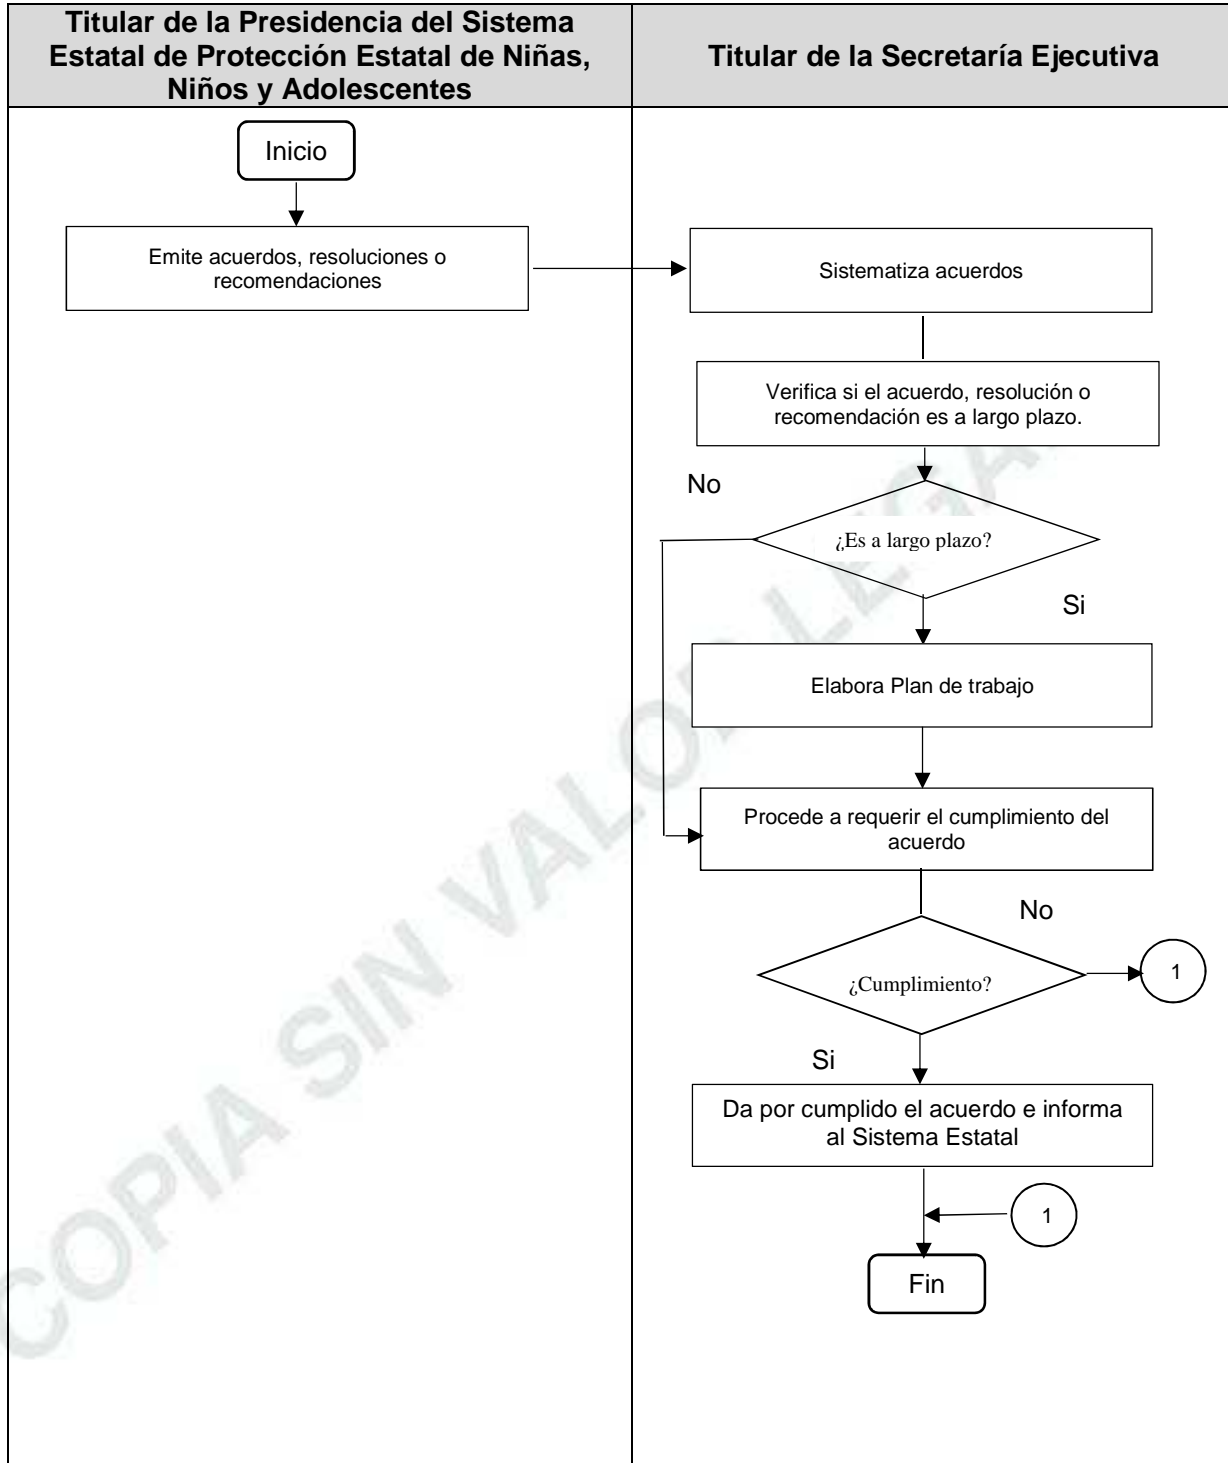 Titular de la Presidencia del Sistema
Estatal de Protección Estatal de Niñas,
Niños y Adolescentes
Titular de la Secretaría Ejecutiva
Inicio
Emite acuerdos, resoluciones o
recomendaciones
Sistematiza acuerdos
Verifica si el acuerdo, resolución o
recomendación es a largo plazo.
No
¿Es a largo plazo?
Si
Elabora Plan de trabajo
Procede a requerir el cumplimiento del
acuerdo
No
¿Cumplimiento?
1
Si
Da por cumplido el acuerdo e informa
al Sistema Estatal
1
Fin
COPIA SIN VALOR LEGAL